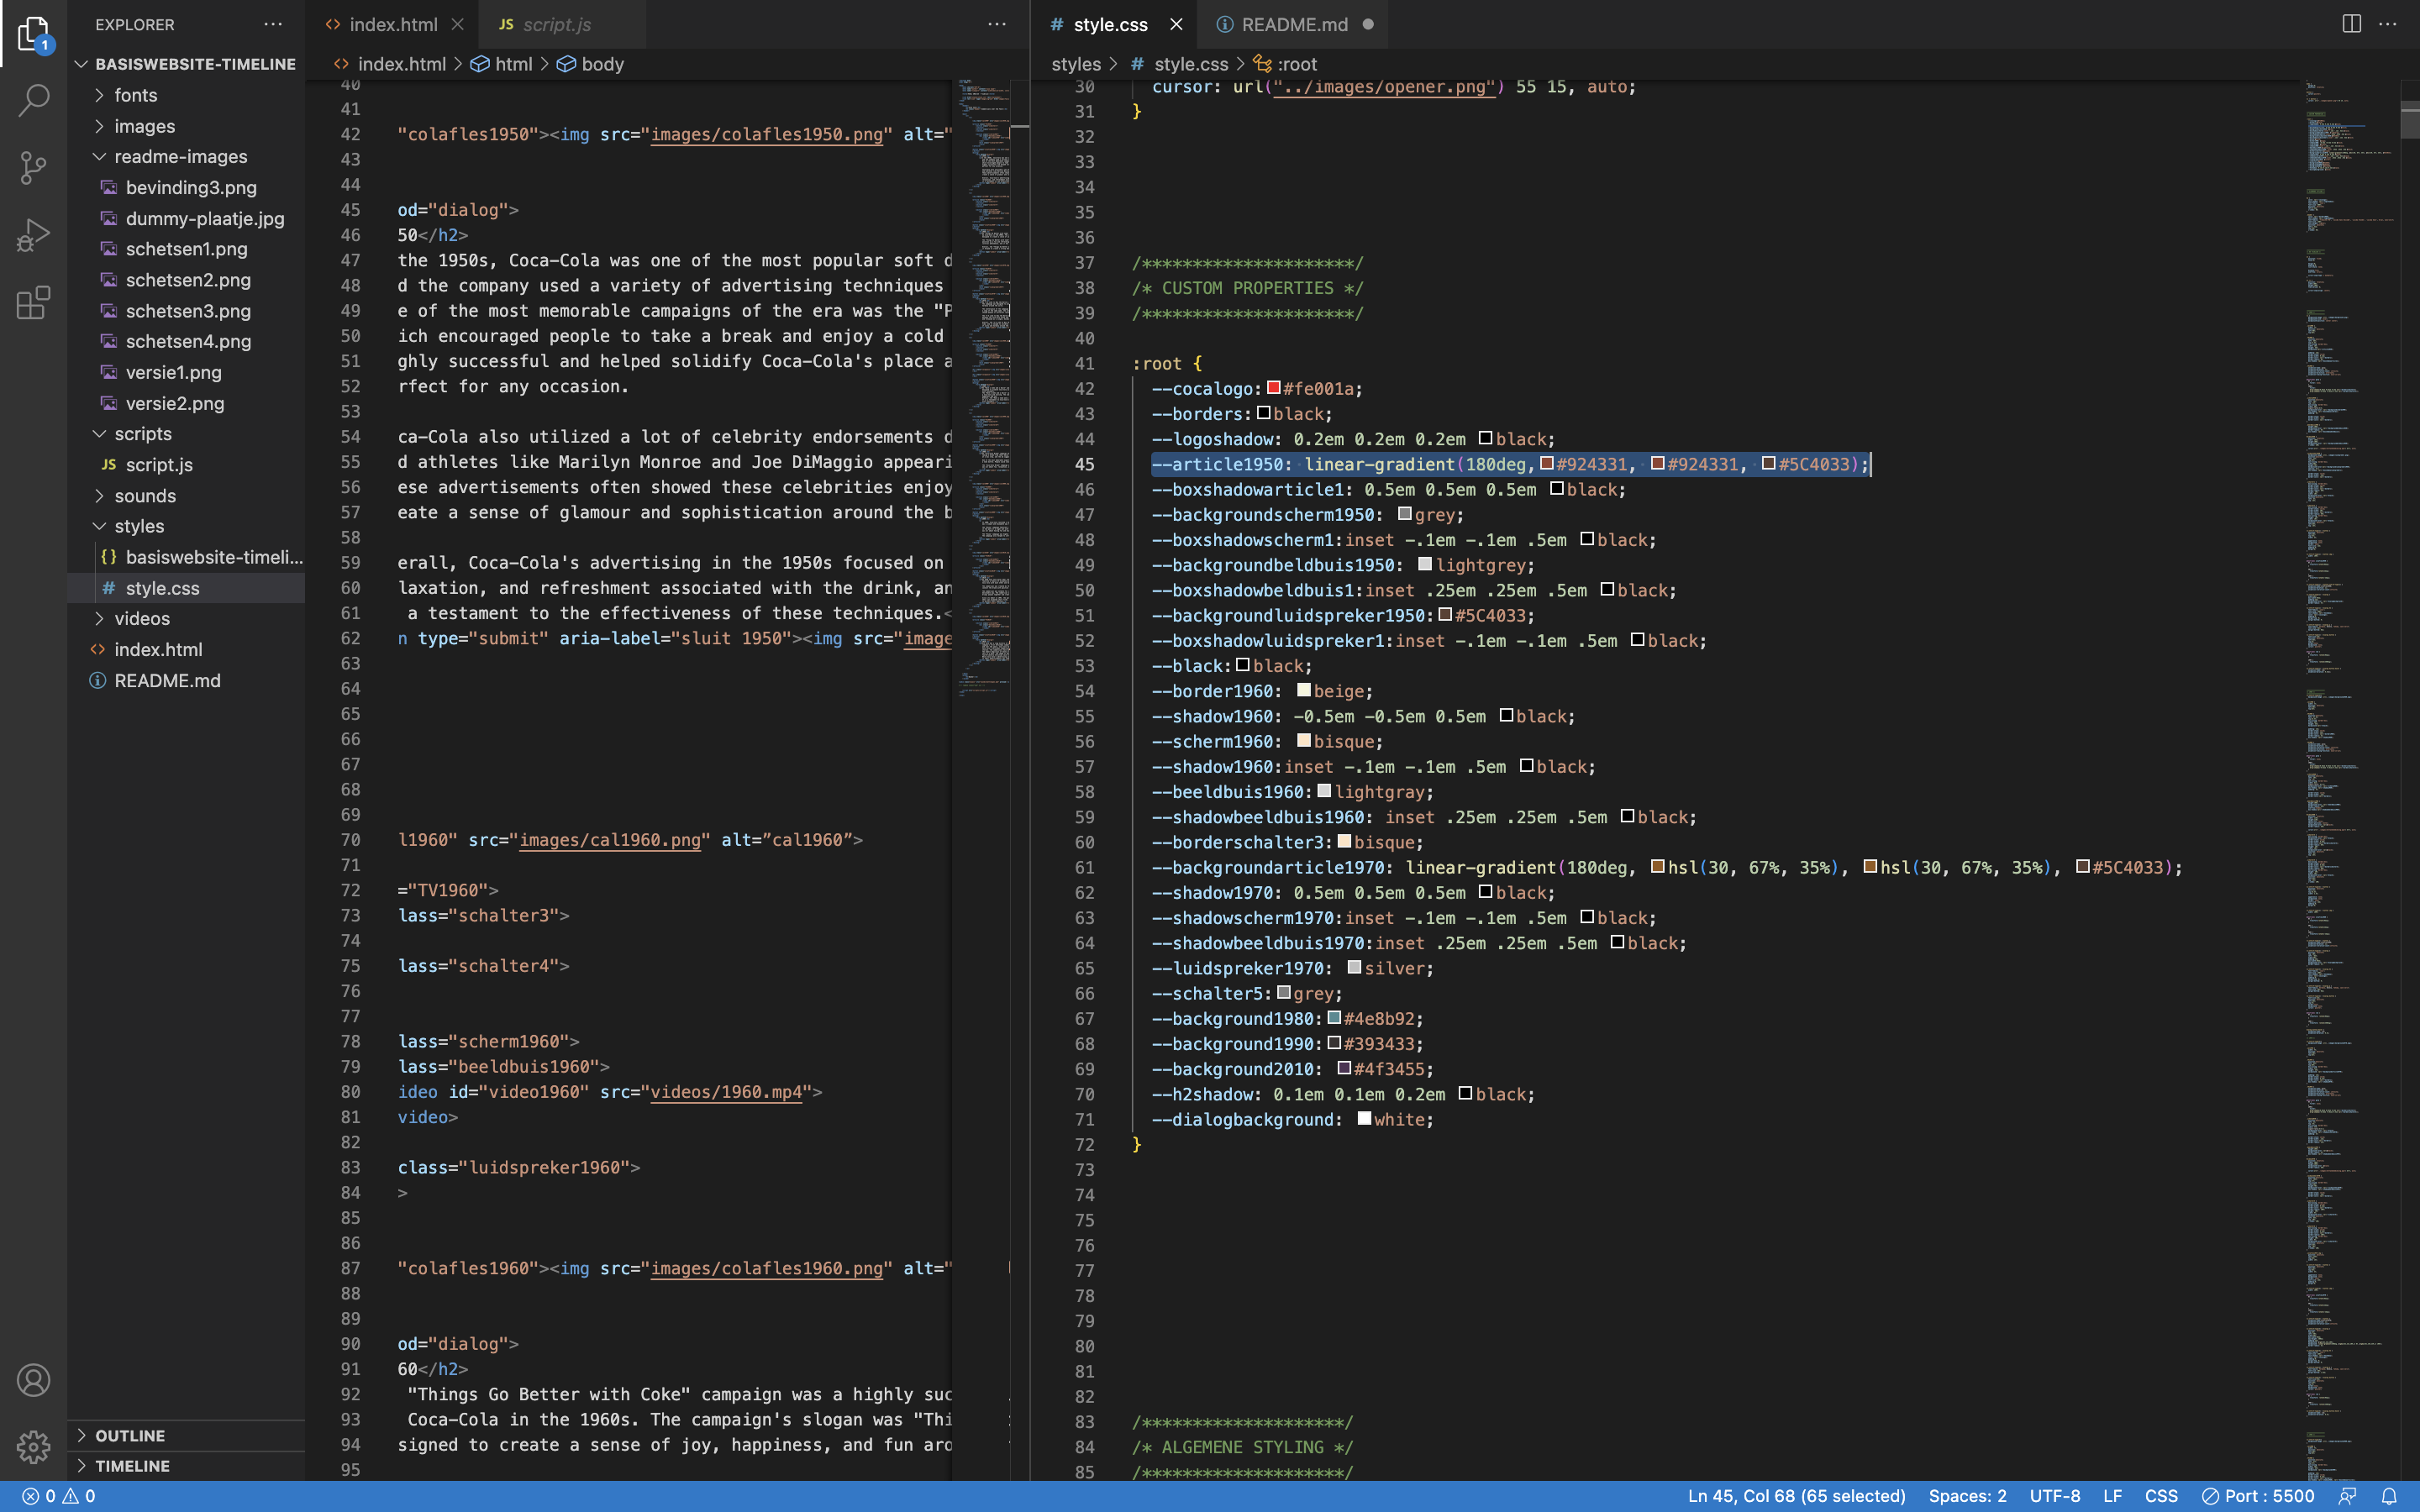 EXPLORER
1
BASISWEBSITE-TIMELINE
fonts
images
readme-images
bevinding3.png
dummy-plaatje.jpg
schetsen1.png
schetsen2.png
schetsen3.png
schetsen4.png
versie1.png
versie2.png
scripts
JS script.js
sounds
styles
{} basiswebsite-timeli...
# style.css
videos
<> index.html
README.md
OUTLINE
TIMELINE
<> index.html
JS script.js
<> index.html > html > body
40
41
42 "colafles1950"><img src="images/colafles1950.png" alt="
43
44
45 od="dialog">
46 50</h2>
47 the 1950s, Coca-Cola was one of the most popular soft d
48 d the company used a variety of advertising techniques
49 e of the most memorable campaigns of the era was the "P
50 ich encouraged people to take a break and enjoy a cold
51 ghly successful and helped solidify Coca-Cola's place a
52 rfect for any occasion.
53
54 ca-Cola also utilized a lot of celebrity endorsements d
55 d athletes like Marilyn Monroe and Joe DiMaggio appeari
56 ese advertisements often showed these celebrities enjoy
57 eate a sense of glamour and sophistication around the b
58
59 erall, Coca-Cola's advertising in the 1950s focused on
60 laxation, and refreshment associated with the drink, an
61 a testament to the effectiveness of these techniques.<
62 n type="submit" aria-label="sluit 1950"><img src="image
63
64
65
66
67
68
69
70 l1960" src="images/cal1960.png" alt=”cal1960”>
71
72 ="TV1960">
73 lass="schalter3">
74
75 lass="schalter4">
76
77
78 lass="scherm1960">
79 lass="beeldbuis1960">
80 ideo id="video1960" src="videos/1960.mp4">
81 video>
82
83 class="luidspreker1960">
84 >
85
86
87 "colafles1960"><img src="images/colafles1960.png" alt="
88
89
90 od="dialog">
91 60</h2>
92 "Things Go Better with Coke" campaign was a highly suc
93 Coca-Cola in the 1960s. The campaign's slogan was "Thi
94 signed to create a sense of joy, happiness, and fun aro
95
# style.css
README.md
styles > # style.css > :root
30 cursor: url("../images/opener.png") 55 15, auto;
31 }
32
33
34
35
36
37 /*********************/
38 /* CUSTOM PROPERTIES */
39 /*********************/
40
41 :root {
42 --cocalogo:#fe001a;
43 --borders:black;
44 --logoshadow: 0.2em 0.2em 0.2em black;
45 --article1950: linear-gradient(180deg,#924331, #924331, #5C4033);
46 --boxshadowarticle1: 0.5em 0.5em 0.5em black;
47 --backgroundscherm1950: grey;
48 --boxshadowscherm1:inset -.1em -.1em .5em black;
49 --backgroundbeldbuis1950: lightgrey;
50 --boxshadowbeldbuis1:inset .25em .25em .5em black;
51 --backgroundluidspreker1950:#5C4033;
52 --boxshadowluidspreker1:inset -.1em -.1em .5em black;
53 --black:black;
54 --border1960: beige;
55 --shadow1960: -0.5em -0.5em 0.5em black;
56 --scherm1960: bisque;
57 --shadow1960:inset -.1em -.1em .5em black;
58 --beeldbuis1960:lightgray;
59 --shadowbeeldbuis1960: inset .25em .25em .5em black;
60 --borderschalter3:bisque;
61 --backgroundarticle1970: linear-gradient(180deg, hsl(30, 67%, 35%), hsl(30, 67%, 35%), #5C4033);
62 --shadow1970: 0.5em 0.5em 0.5em black;
63 --shadowscherm1970:inset -.1em -.1em .5em black;
64 --shadowbeeldbuis1970:inset .25em .25em .5em black;
65 --luidspreker1970: silver;
66 --schalter5:grey;
67 --background1980:#4e8b92;
68 --background1990:#393433;
69 --background2010: #4f3455;
70 --h2shadow: 0.1em 0.1em 0.2em black;
71 --dialogbackground: white;
72 }
73
74
75
76
77
78
79
80
81
82
83 /********************/
84 /* ALGEMENE STYLING */
85 /********************/
0 0
Ln 45, Col 68 (65 selected) Spaces: 2 UTF-8 LF CSS Port : 5500